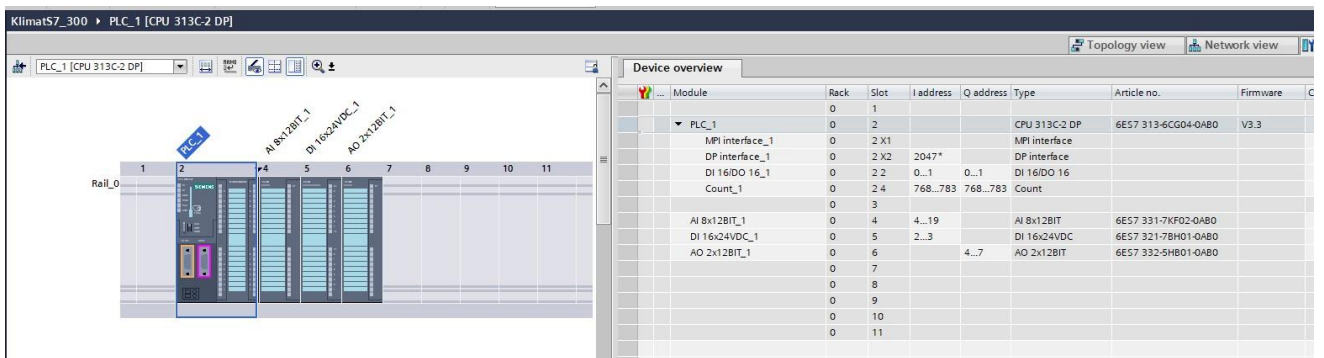 KlimatS7_300 ▸ PLC_1 [CPU 313C-2 DP]
Topology view Network view
PLC_1 [CPU 313C-2 DP]
Device overview
PLC_1
AI 8x12BIT_1
DI 16x24VDC_1
AO 2x12BIT_1
1 2 4 5 6 7 8 9 10 11
Rail_0
SIEMENS
... Module Rack Slot I address Q address Type Article no. Firmware C
0 1
PLC_1 0 2 CPU 313C-2 DP 6ES7 313-6CG04-0AB0 V3.3
MPI interface_1 0 2 X1 MPI interface
DP interface_1 0 2 X2 2047* DP interface
DI 16/DO 16_1 0 2 2 0...1 0...1 DI 16/DO 16
Count_1 0 2 4 768...783 768...783 Count
0 3
AI 8x12BIT_1 0 4 4...19 AI 8x12BIT 6ES7 331-7KF02-0AB0
DI 16x24VDC_1 0 5 2...3 DI 16x24VDC 6ES7 321-7BH01-0AB0
AO 2x12BIT_1 0 6 4...7 AO 2x12BIT 6ES7 332-5HB01-0AB0
0 7
0 8
0 9
0 10
0 11